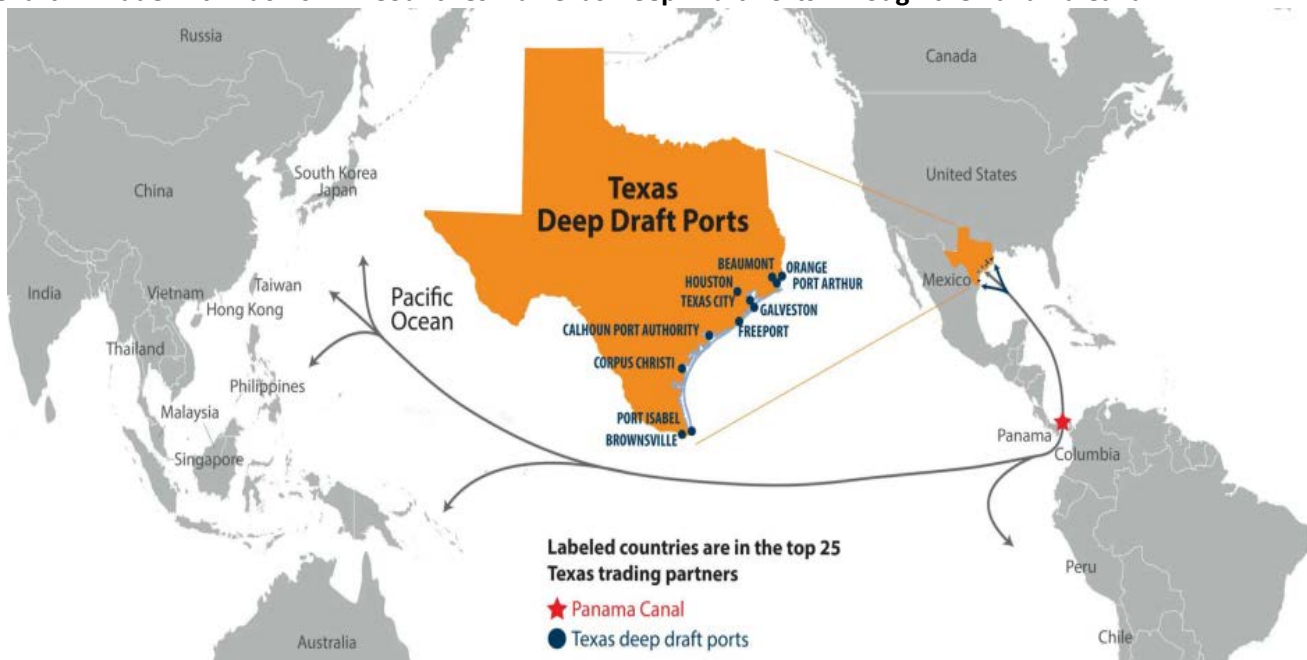 Russia
Canada
United States
China
South Korea
Japan
India
Taiwan
Vietnam
Hong Kong
Thailand
Philippines
Malaysia
Singapore
Australia
Pacific
Ocean
Texas
Deep Draft Ports
BEAUMONT
ORANGE
HOUSTON
PORT ARTHUR
TEXAS CITY
GALVESTON
FREEPORT
CALHOUN PORT AUTHORITY
CORPUS CHRISTI
PORT ISABEL
BROWNSVILLE
Mexico
Panama
Columbia
Peru
Chile
Labeled countries are in the top 25
Texas trading partners
Panama Canal
Texas deep draft ports